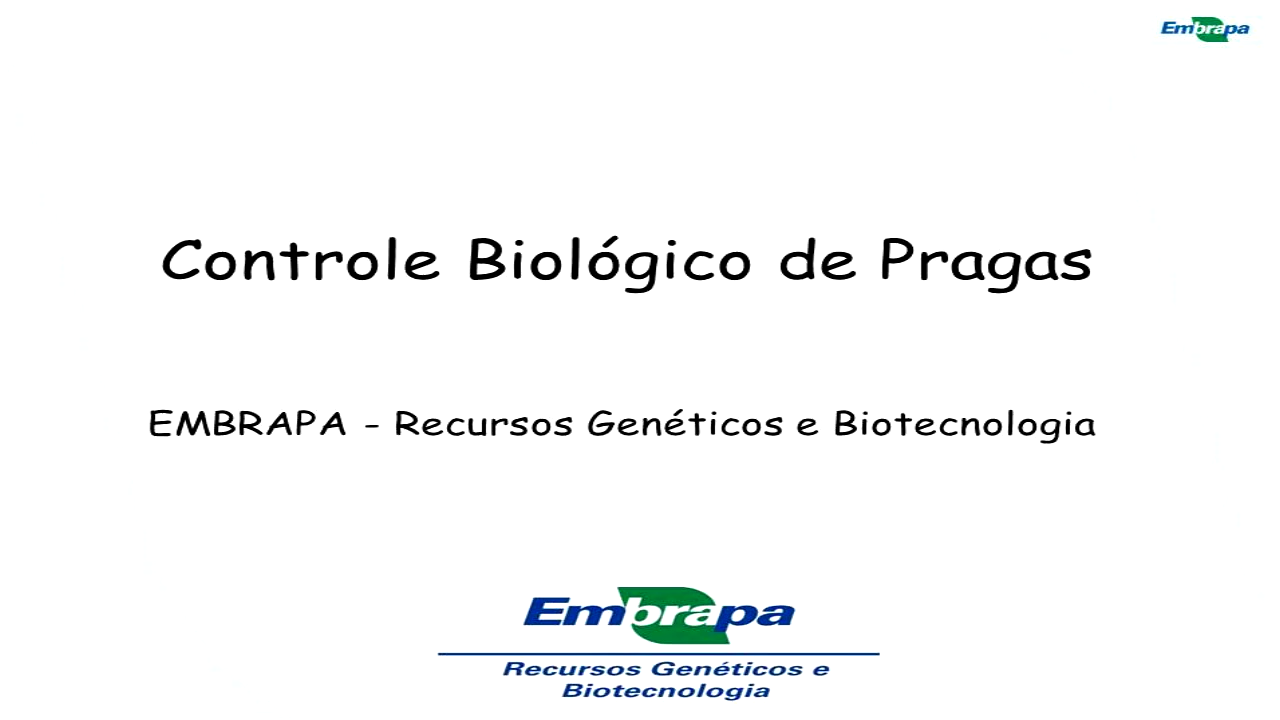 Embrapa
Controle Biológico de Pragas
EMBRAPA - Recursos Genéticos e Biotecnologia
Embrapa
Recursos Genéticos e
Biotecnologia